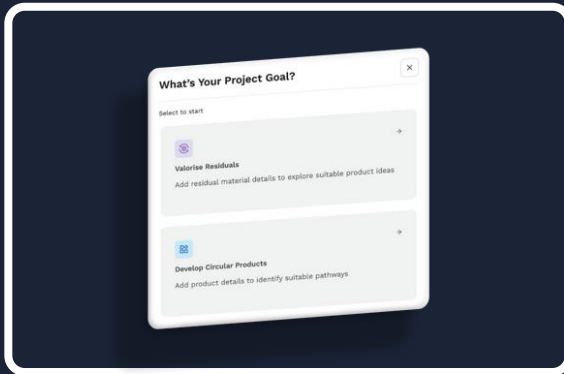 What's Your Project Goal?
Select to start
Valorise Residuals
Add residual material details to explore suitable product ideas
Develop Circular Products
Add product details to identify suitable pathways